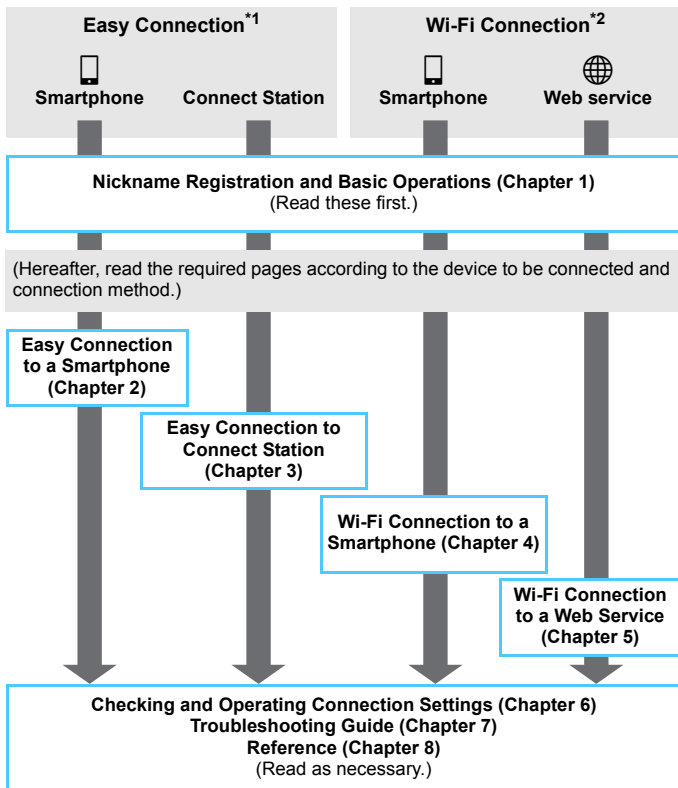 Easy Connection*1
Wi-Fi Connection*2
Smartphone
Connect Station
Smartphone
Web service
Nickname Registration and Basic Operations (Chapter 1)
(Read these first.)
(Hereafter, read the required pages according to the device to be connected and
connection method.)
Easy Connection
to a Smartphone
(Chapter 2)
Easy Connection to
Connect Station
(Chapter 3)
Wi-Fi Connection to a
Smartphone (Chapter 4)
Wi-Fi Connection
to a Web Service
(Chapter 5)
Checking and Operating Connection Settings (Chapter 6)
Troubleshooting Guide (Chapter 7)
Reference (Chapter 8)
(Read as necessary.)